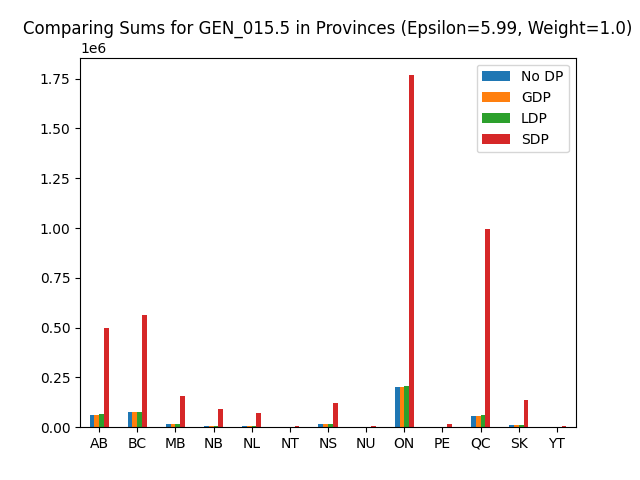 Comparing Sums for GEN_015.5 in Provinces (Epsilon=5.99, Weight=1.0)
1e6
No DP
GDP
LDP
SDP
1.75
1.50
1.25
1.00
0.75
0.50
0.25
0.00
AB BC MB NB NL NT NS NU ON PE QC SK YT